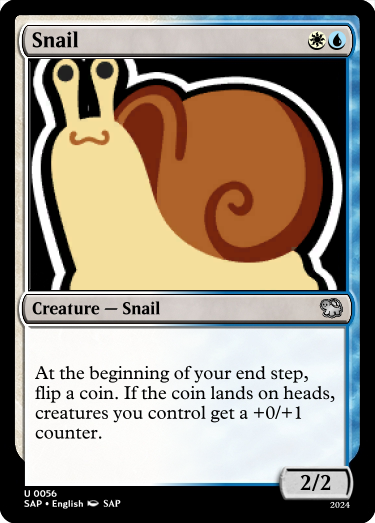 Snail
Creature — Snail
At the beginning of your end step,
flip a coin. If the coin lands on heads,
creatures you control get a +0/+1
counter.
2/2
U 0056
SAP • English SAP
2024